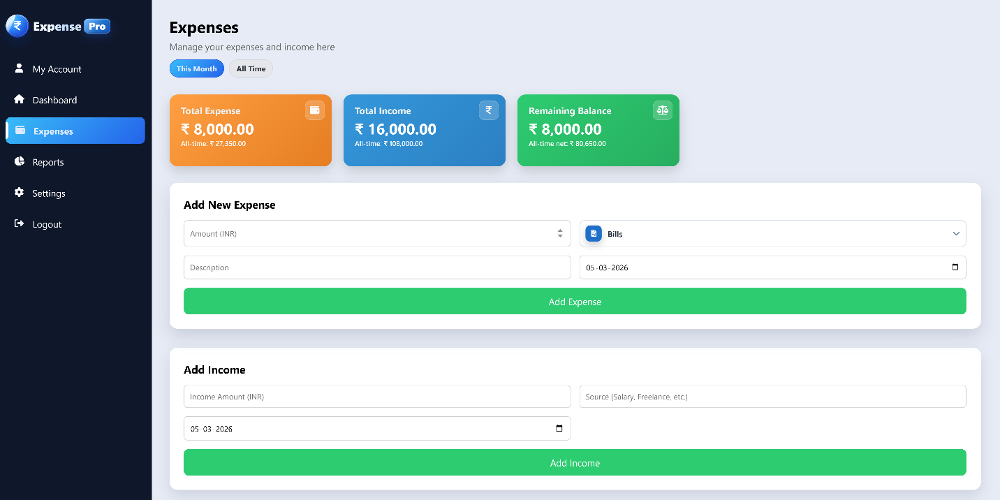 ₹ Expense Pro
My Account
Dashboard
Expenses
Reports
Settings
Logout
Expenses
Manage your expenses and income here
This Month All Time
Total Expense
₹ 8,000.00
All-time: ₹ 27,350.00
Total Income ₹
₹ 16,000.00
All-time: ₹ 108,000.00
Remaining Balance
₹ 8,000.00
All-time net: ₹ 80,650.00
Add New Expense
Amount (INR) Bills
Description 05-03-2026
Add Expense
Add Income
Income Amount (INR) Source (Salary, Freelance, etc.)
05-03-2026
Add Income